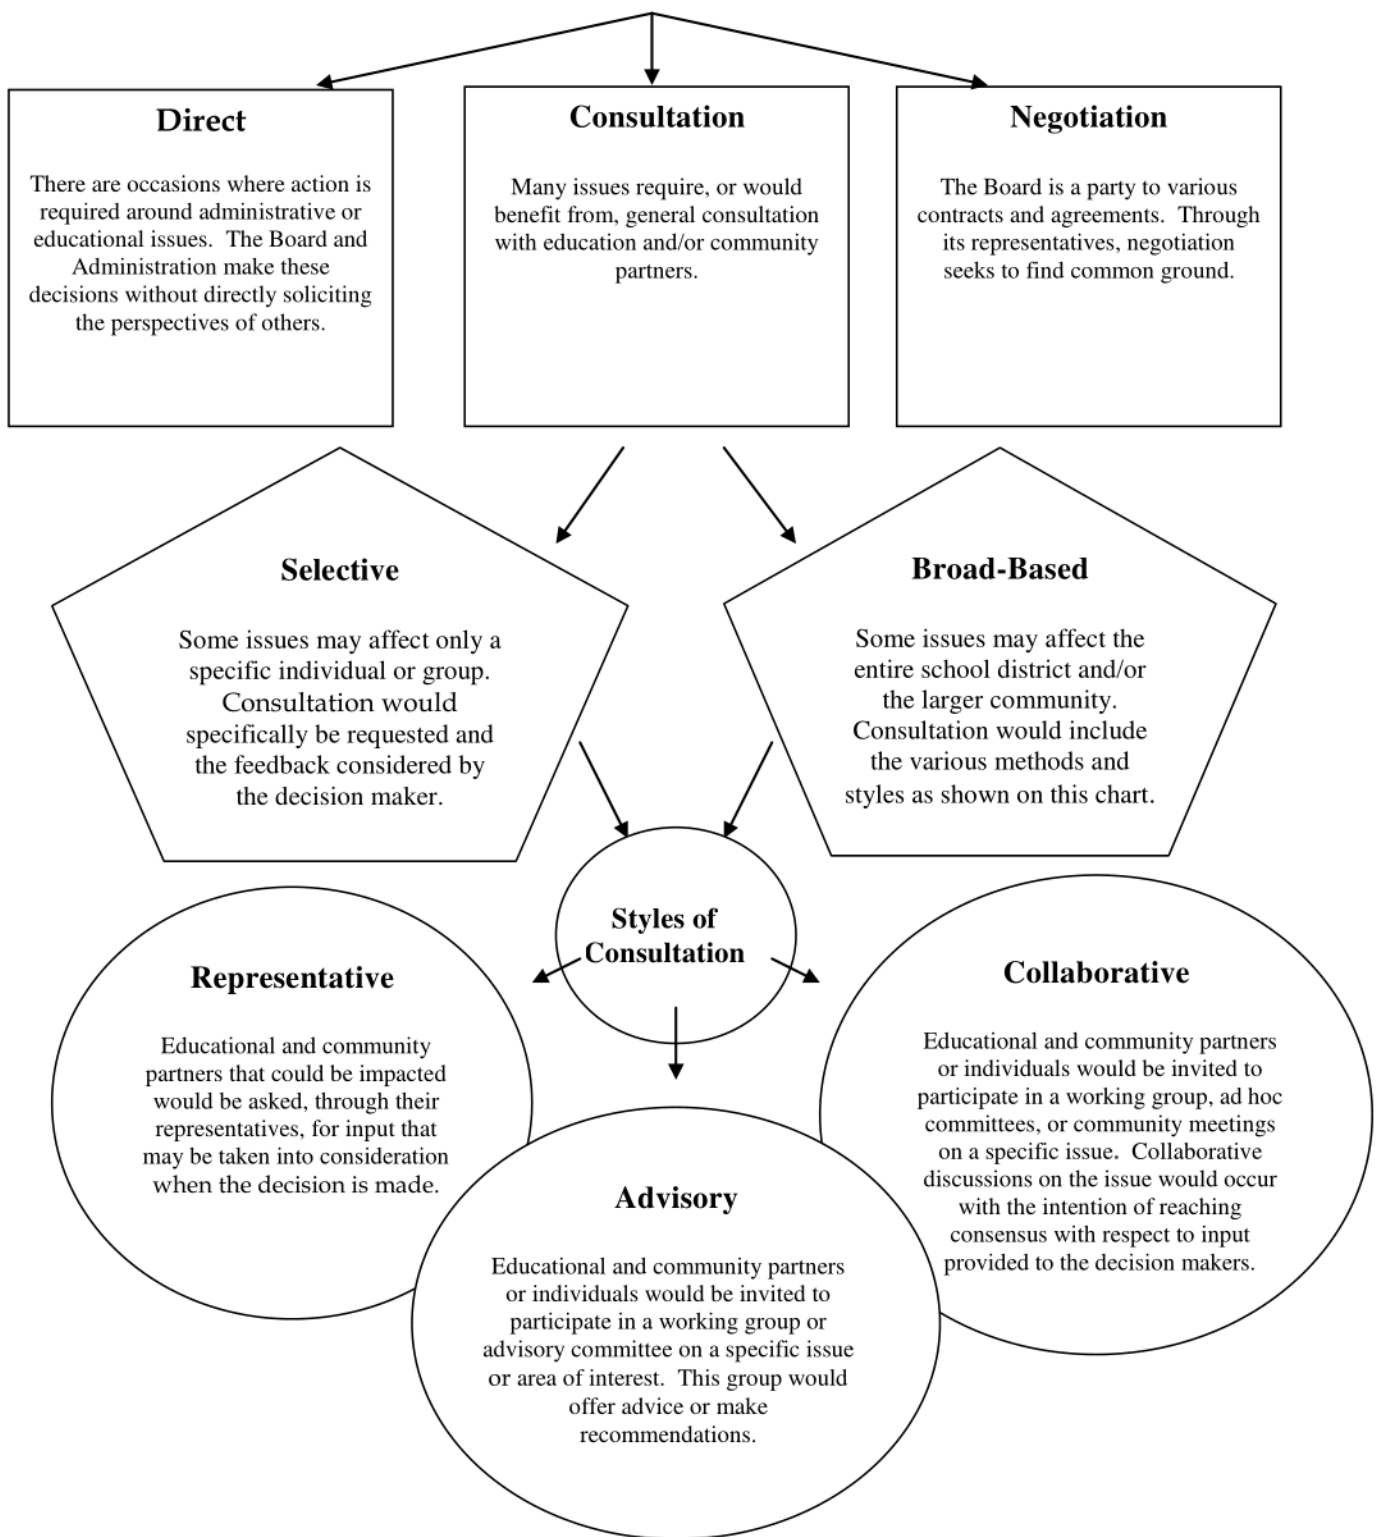 Direct
There are occasions where action is
required around administrative or
educational issues.  The Board and
Administration make these
decisions without directly soliciting
the perspectives of others.
Consultation
Many issues require, or would
benefit from, general consultation
with education and/or community
partners.
Negotiation
The Board is a party to various
contracts and agreements.  Through
its representatives, negotiation
seeks to find common ground.
Selective
Some issues may affect only a
specific individual or group.
Consultation would
specifically be requested and
the feedback considered by
the decision maker.
Broad-Based
Some issues may affect the
entire school district and/or
the larger community.
Consultation would include
the various methods and
styles as shown on this chart.
Styles of
Consultation
Representative
Educational and community
partners that could be impacted
would be asked, through their
representatives, for input that
may be taken into consideration
when the decision is made.
Advisory
Educational and community partners
or individuals would be invited to
participate in a working group or
advisory committee on a specific issue
or area of interest.  This group would
offer advice or make
recommendations.
Collaborative
Educational and community partners
or individuals would be invited to
participate in a working group, ad hoc
committees, or community meetings
on a specific issue.  Collaborative
discussions on the issue would occur
with the intention of reaching
consensus with respect to input
provided to the decision makers.